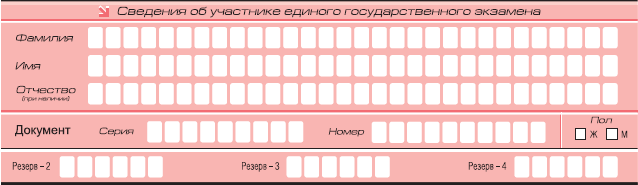 Сведения об участнике единого государственного экзамена
Фамилия
Имя
Отчество
(при наличии)
Документ Серия Номер Пол
Ж М
Резерв – 2 Резерв – 3 Резерв – 4